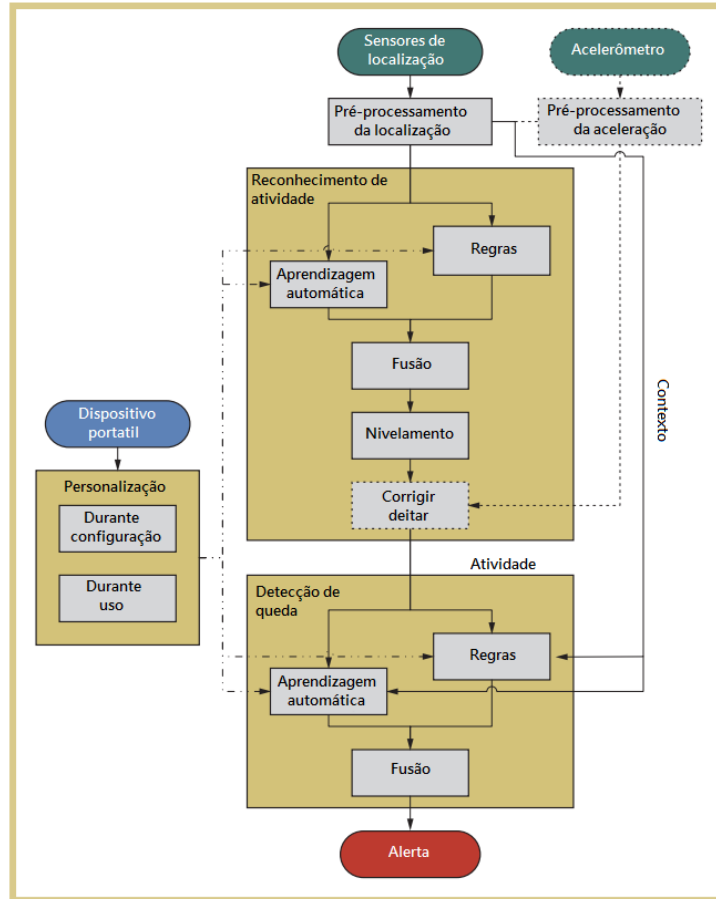 Sensores de
localização
Acelerômetro
Pré-processamento
da localização
Pré-processamento
da aceleração
Reconhecimento de
atividade
Regras
Aprendizagem
automática
Fusão
Contexto
Dispositivo
portatil
Nivelamento
Personalização
Corrigir
deitar
Durante
configuração
Durante
uso
Atividade
Detecção de
queda
Regras
Aprendizagem
automática
Fusão
Alerta